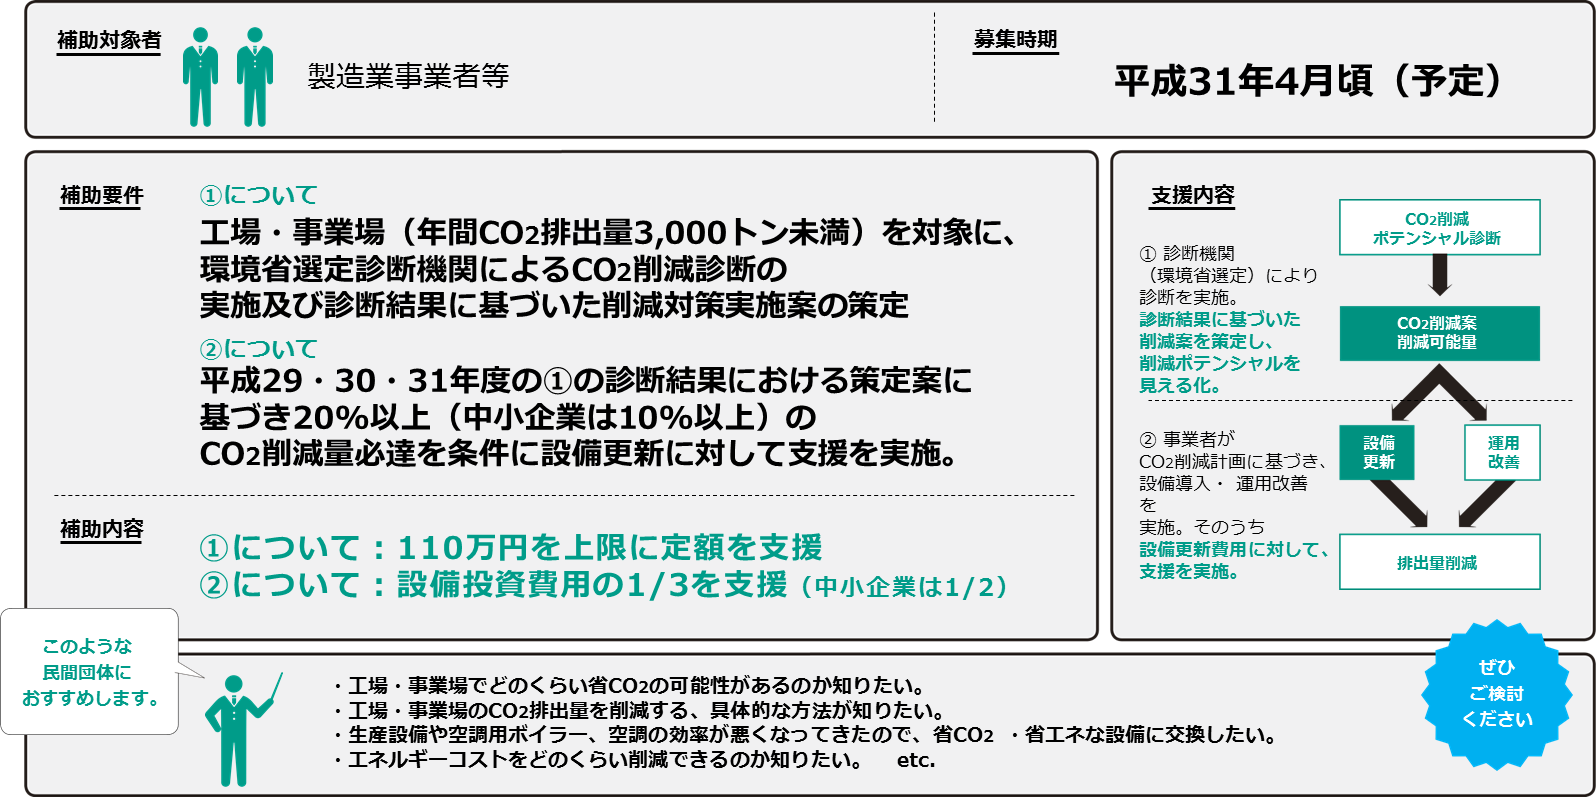 補助対象者
製造業事業者等
募集時期
平成31年4月頃（予定）
補助要件
①について
工場・事業場（年間CO2排出量3,000トン未満）を対象に、
環境省選定診断機関によるCO2削減診断の
実施及び診断結果に基づいた削減対策実施案の策定
②について
平成29・30・31年度の①の診断結果における策定案に
基づき20%以上（中小企業は10%以上）の
CO2削減量必達を条件に設備更新に対して支援を実施。
補助内容
①について：110万円を上限に定額を支援
②について：設備投資費用の1/3を支援（中小企業は1/2）
支援内容
① 診断機関
（環境省選定）により
診断を実施。
診断結果に基づいた
削減案を策定し、
削減ポテンシャルを
見える化。
② 事業者が
CO2削減計画に基づき、
設備導入・ 運用改善
を
実施。そのうち
設備更新費用に対して、
支援を実施。
CO2削減
ポテンシャル診断
CO2削減案
削減可能量
設備
更新
運用
改善
排出量削減
このような
民間団体に
おすすめします。
・工場・事業場でどのくらい省CO2の可能性があるのか知りたい。
・工場・事業場のCO2排出量を削減する、具体的な方法が知りたい。
・生産設備や空調用ボイラー、空調の効率が悪くなってきたので、省CO2 ・省エネな設備に交換したい。
・エネルギーコストをどのくらい削減できるのか知りたい。 etc.
ぜひ
ご検討
ください